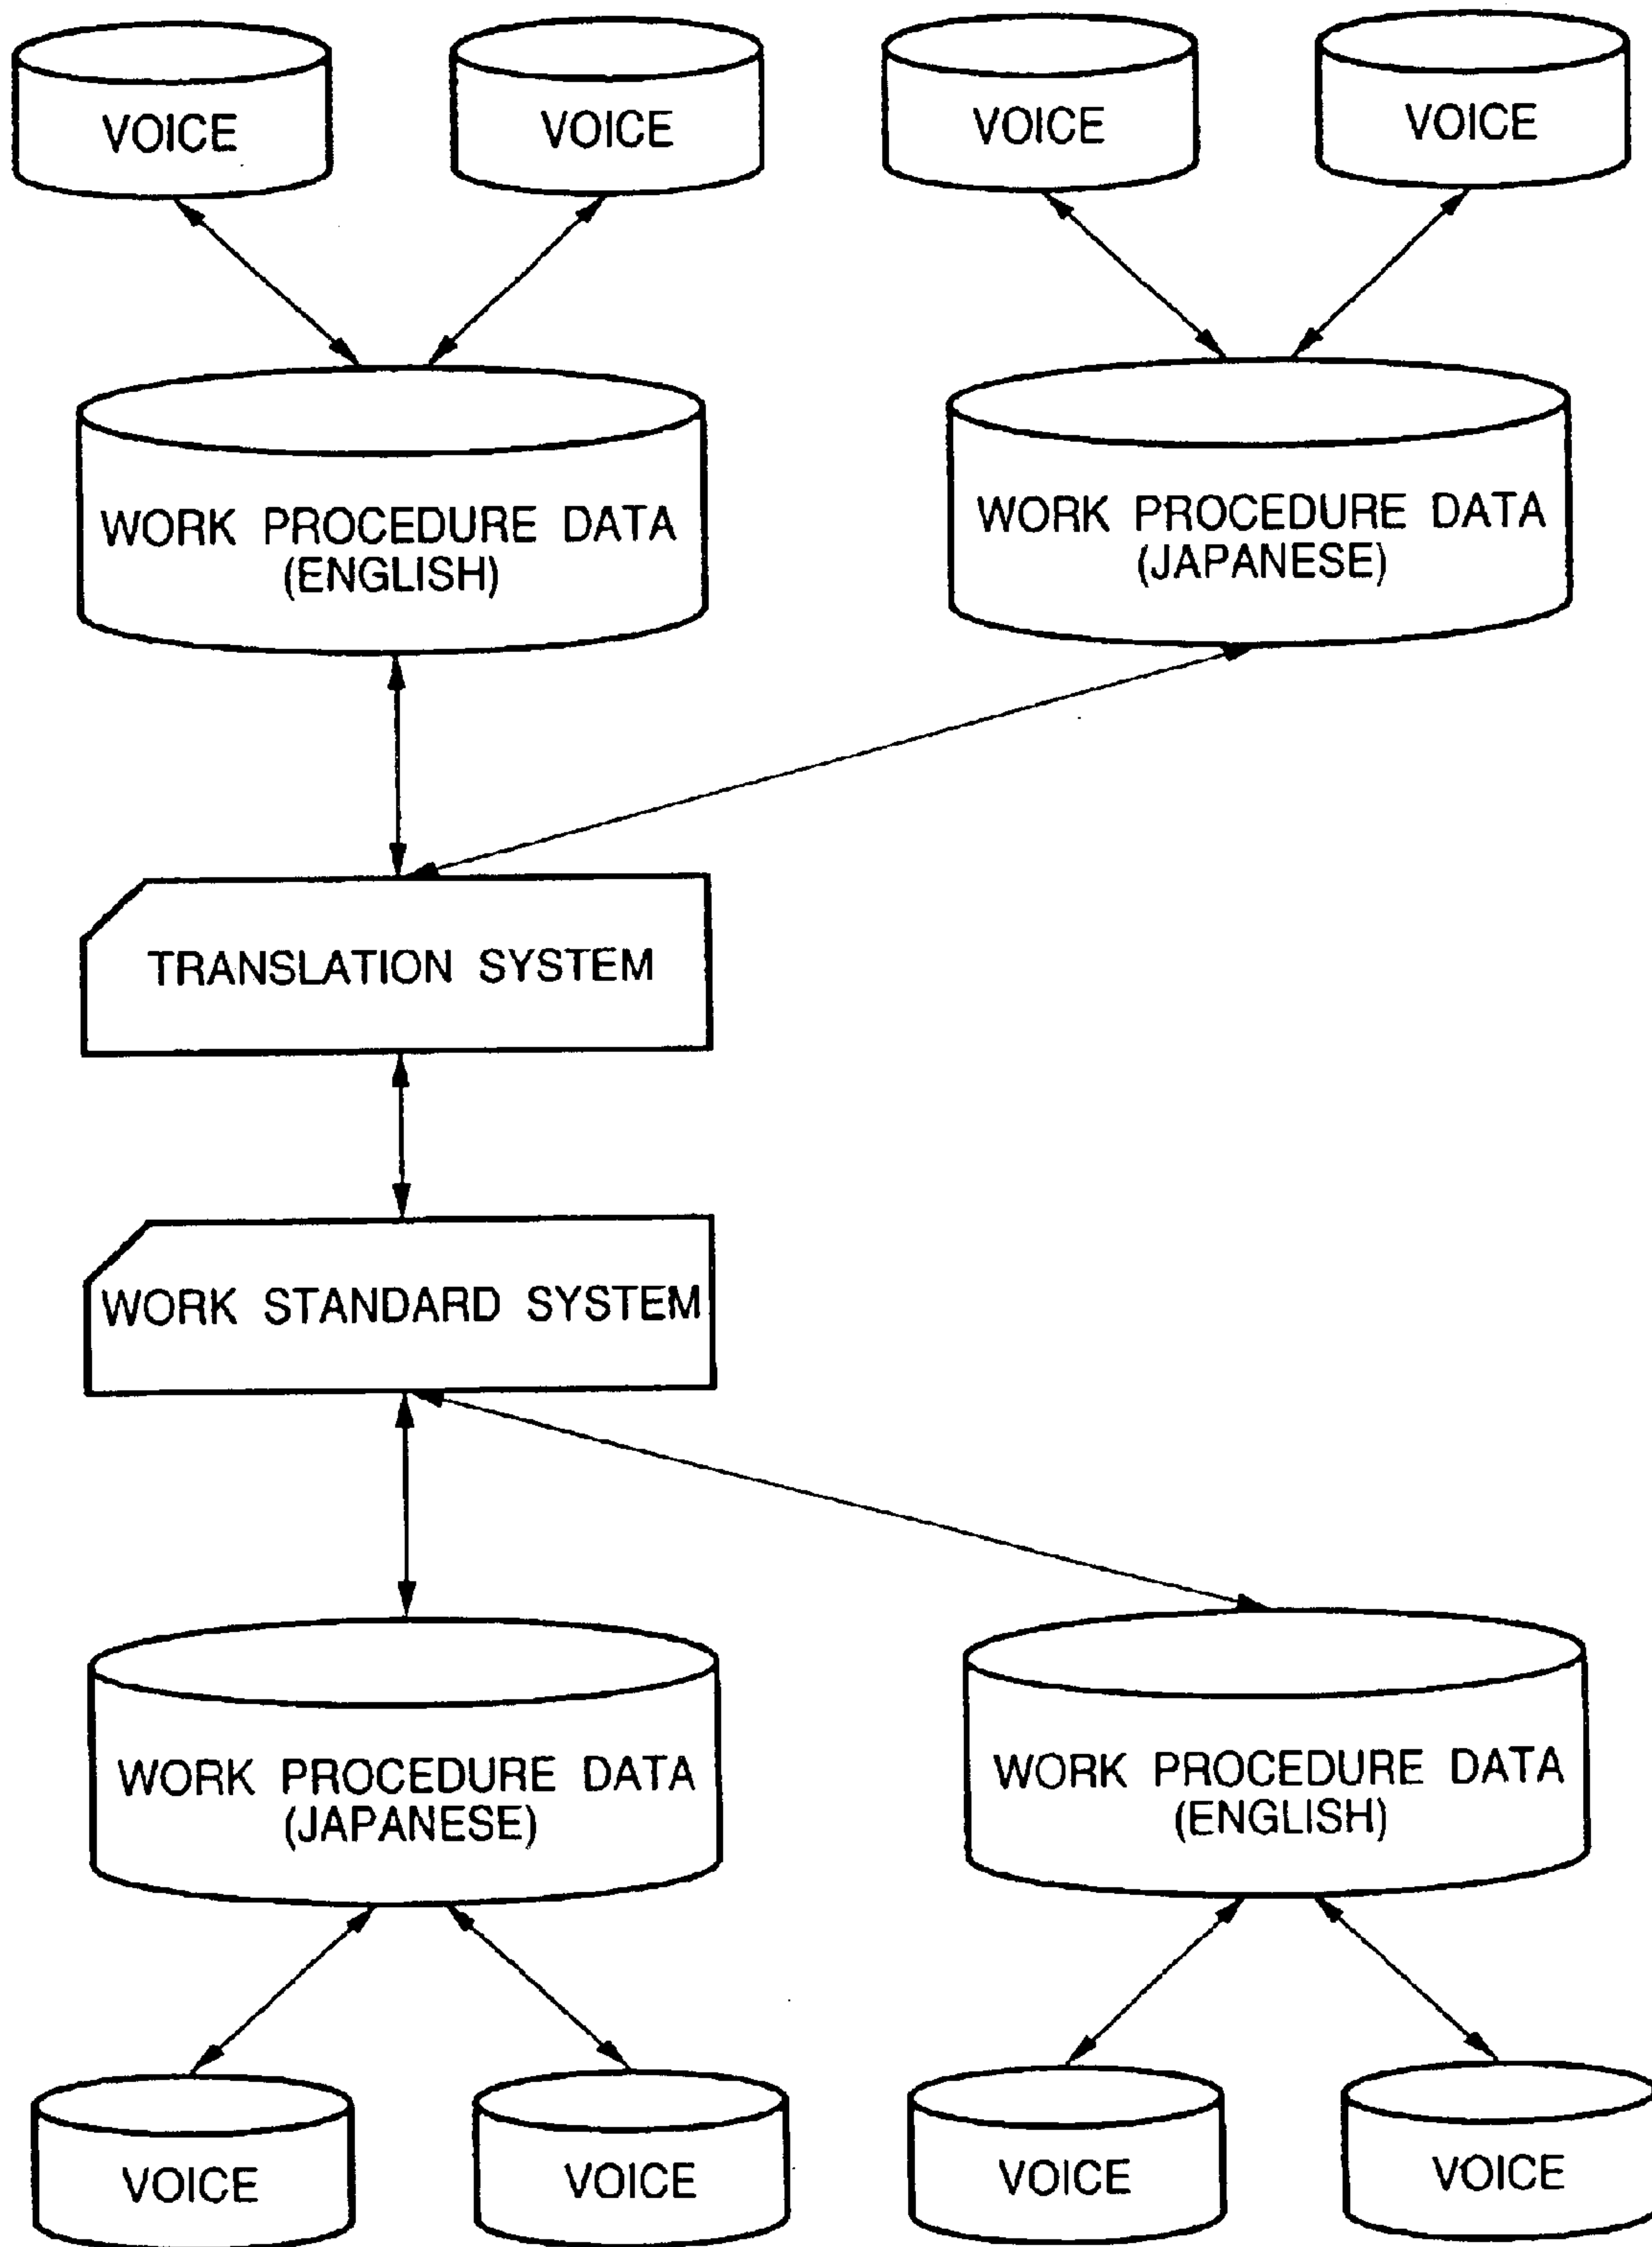 VOICE
VOICE
VOICE
VOICE
WORK PROCEDURE DATA
(ENGLISH)
WORK PROCEDURE DATA
(JAPANESE)
TRANSLATION SYSTEM
WORK STANDARD SYSTEM
WORK PROCEDURE DATA
(JAPANESE)
WORK PROCEDURE DATA
(ENGLISH)
VOICE
VOICE
VOICE
VOICE